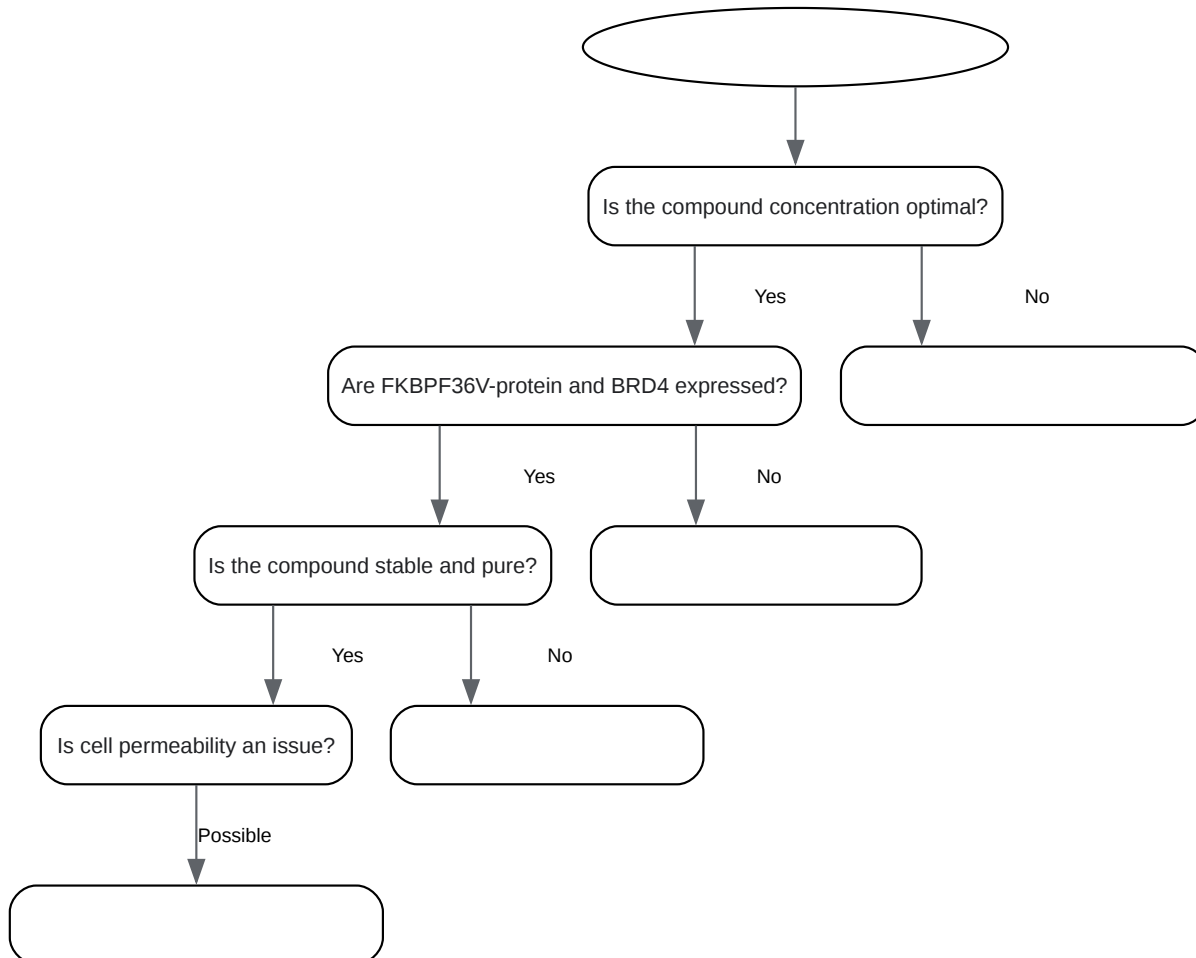 Is the compound concentration optimal?
Yes
No
Are FKBPF36V-protein and BRD4 expressed?
Yes
No
Is the compound stable and pure?
Yes
No
Is cell permeability an issue?
Possible